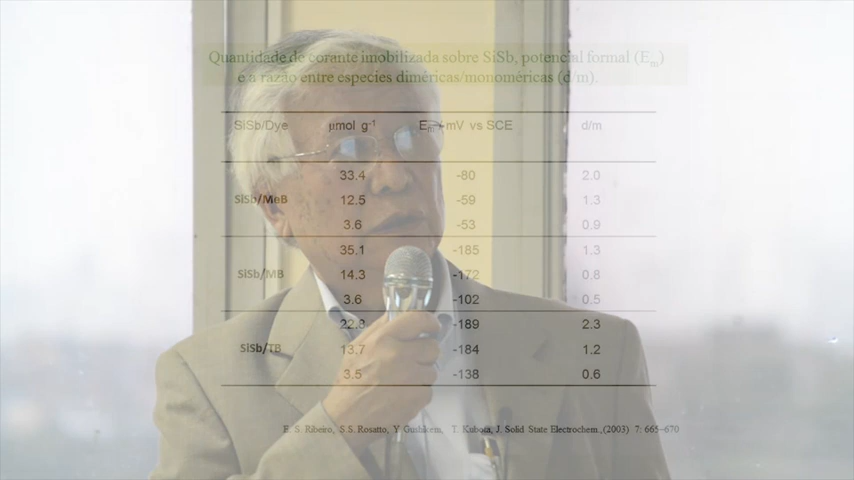 Quantidade de corante imobilizada sobre SiSb, potencial formal (Em)
e a razão entre especies diméricas/monoméricas (d/m).
SiSb/Dye μmol g⁻¹ Em, mV vs SCE d/m
33.4 -80 2.0
SiSb/MeB 12.5 -59 1.3
3.6 -53 0.9
35.1 -185 1.3
SiSb/MB 14.3 -172 0.8
3.6 -102 0.5
22.9 -189 2.3
SiSb/TB 13.7 -184 1.2
3.5 -138 0.6
E. S. Ribeiro, S.S. Rosatto, Y. Gushikem, T. Kubota, J. Solid State Electrochem.,(2003) 7: 665–670